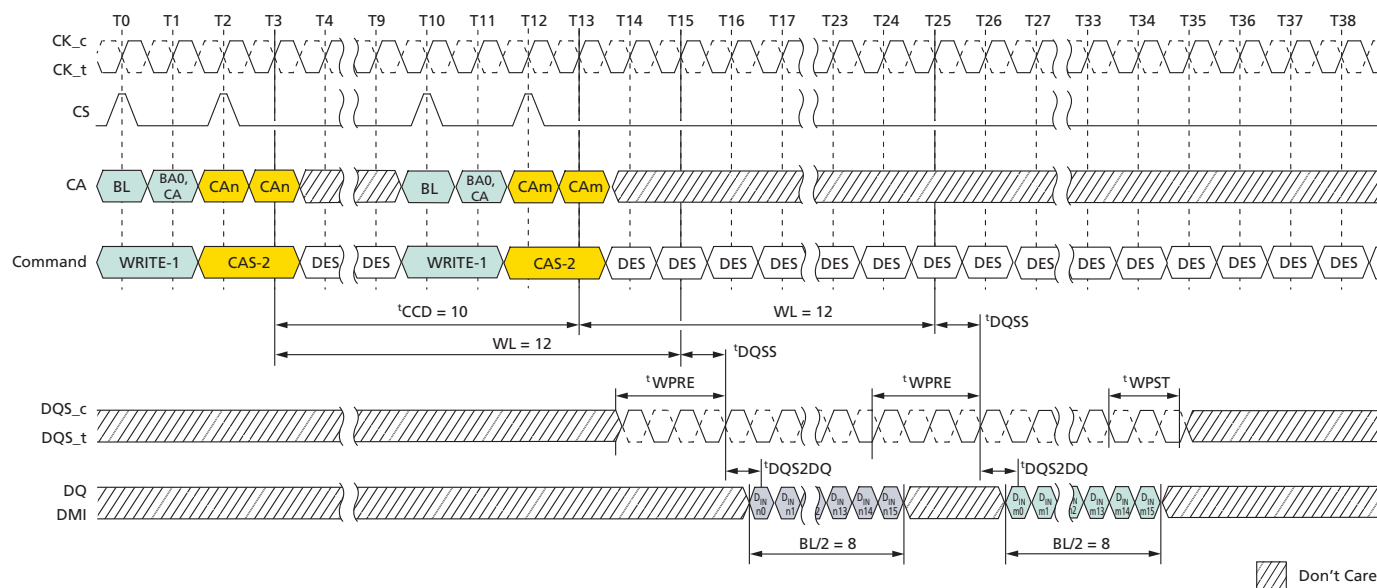 T0 T1 T2 T3 T4 T9 T10 T11 T12 T13 T14 T15 T16 T17 T23 T24 T25 T26 T27 T33 T34 T35 T36 T37 T38
CK_c
CK_t
CS
CA BL BA0, CA CAn CAn BL BA0, CA CAm CAm
Command WRITE-1 CAS-2 DES DES WRITE-1 CAS-2 DES DES DES DES DES DES DES DES DES DES DES DES DES DES DES
tCCD = 10 WL = 12 tDQSS
WL = 12 tDQSS
tWPRE tWPRE tWPST
DQS_c
DQS_t
tDQS2DQ tDQS2DQ
DQ
DMI
DIN n0 DIN n1 DIN n13 DIN n14 DIN n15 DIN m0 DIN m1 DIN m13 DIN m14 DIN m15
BL/2 = 8 BL/2 = 8
Don't Care